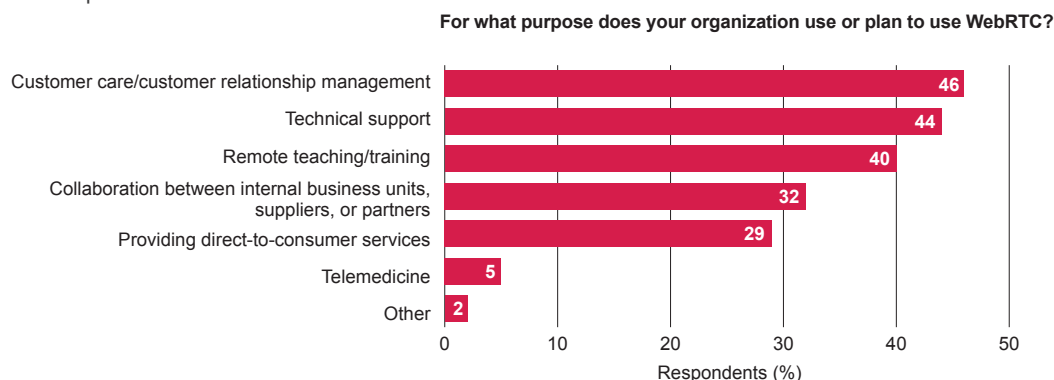 For what purpose does your organization use or plan to use WebRTC?
Customer care/customer relationship management
46
Technical support
44
Remote teaching/training
40
Collaboration between internal business units,
suppliers, or partners
32
Providing direct-to-consumer services
29
Telemedicine
5
Other
2
0 10 20 30 40 50
Respondents (%)